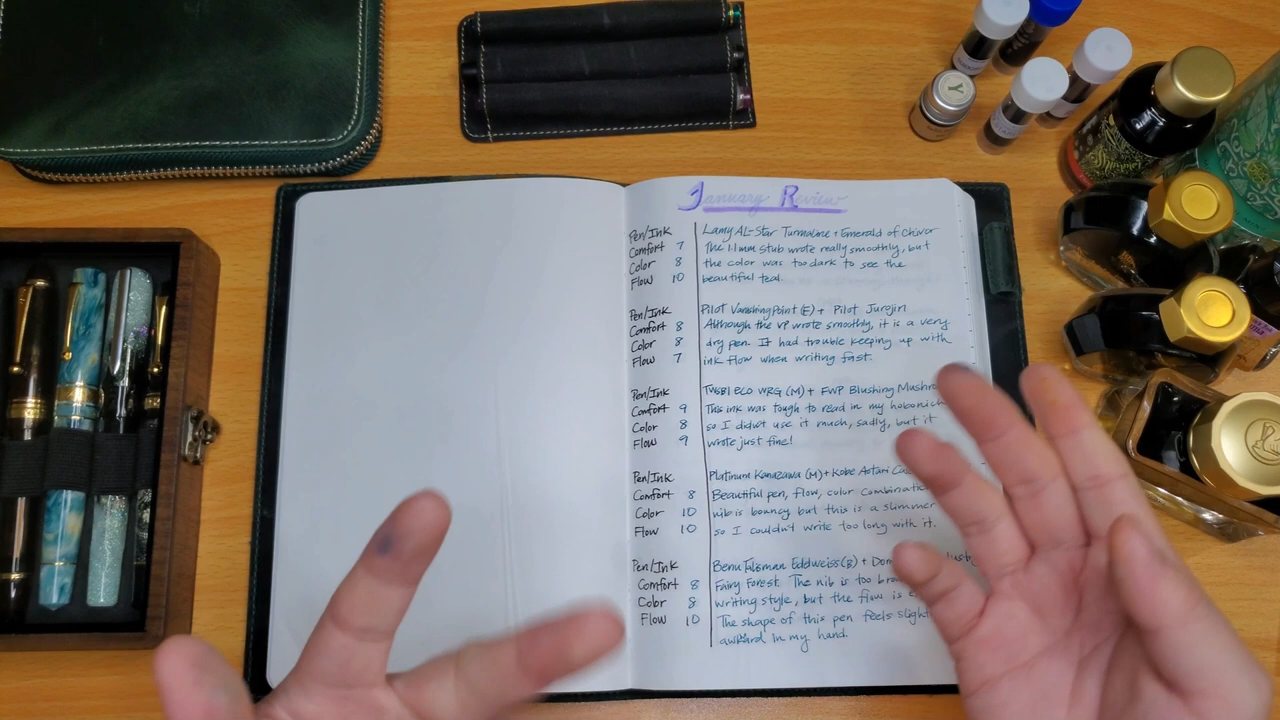 January Review
Pen/Ink Lamy AL-Star Turmaline + Emerald of Chivor
Comfort 7 The 1.1mm stub wrote really smoothly, but
Color 8 the color was too dark to see the
Flow 10 beautiful teal.
Pen/Ink Pilot Vanishing Point (F) + Pilot Jurojin
Comfort 8 Although the VP wrote smoothly, it is a very
Color 8 dry pen. It had trouble keeping up with
Flow 7 ink flow when writing fast.
Pen/Ink TWSBI ECO WRG (M) + FWP Blushing
Comfort 9 This ink was tough to read in my
Color 8 so I didn't use it much, sadly, but it
Flow 9 wrote just fine!
Pen/Ink Platinum Kanazawa (M) + Kobe
Comfort 8 Beautiful pen, flow, color
Color 10 nib is bouncy but this is a slimmer
Flow 10 so I couldn't write too long with it.
Pen/Ink Benu Talisman Eddweiss (B) +
Comfort 8 Fairy Forest. The nib is too
Color 8 writing style, but the flow is
Flow 10 The shape of this pen feels
awkward in my hand.
Y